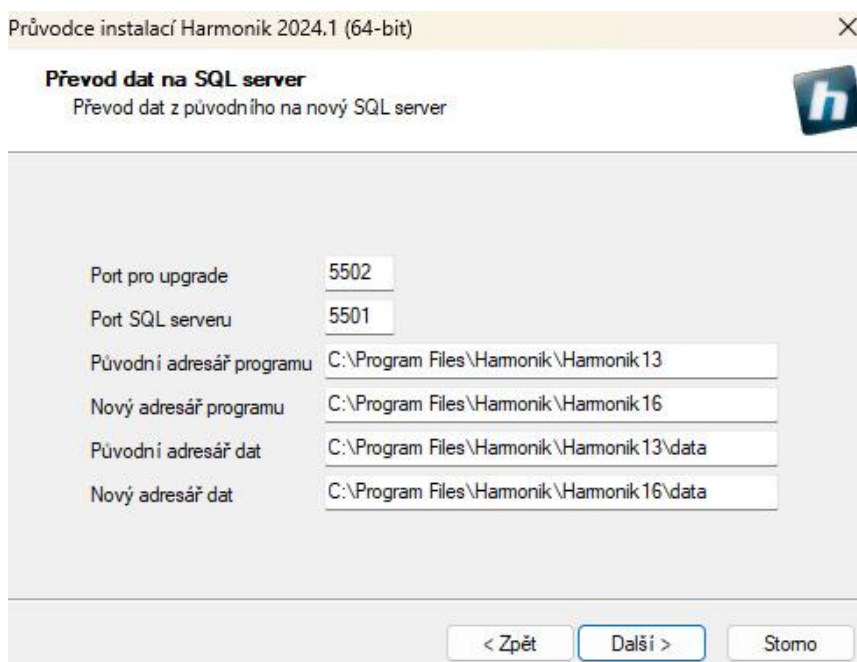 Průvodce instalací Harmonik 2024.1 (64-bit)
Převod dat na SQL server
Převod dat z původního na nový SQL server
h
Port pro upgrade 5502
Port SQL serveru 5501
Původní adresář programu C:\Program Files\Harmonik\Harmonik13
Nový adresář programu C:\Program Files\Harmonik\Harmonik16
Původní adresář dat C:\Program Files\Harmonik\Harmonik13\data
Nový adresář dat C:\Program Files\Harmonik\Harmonik16\data
< Zpět Další > Storno